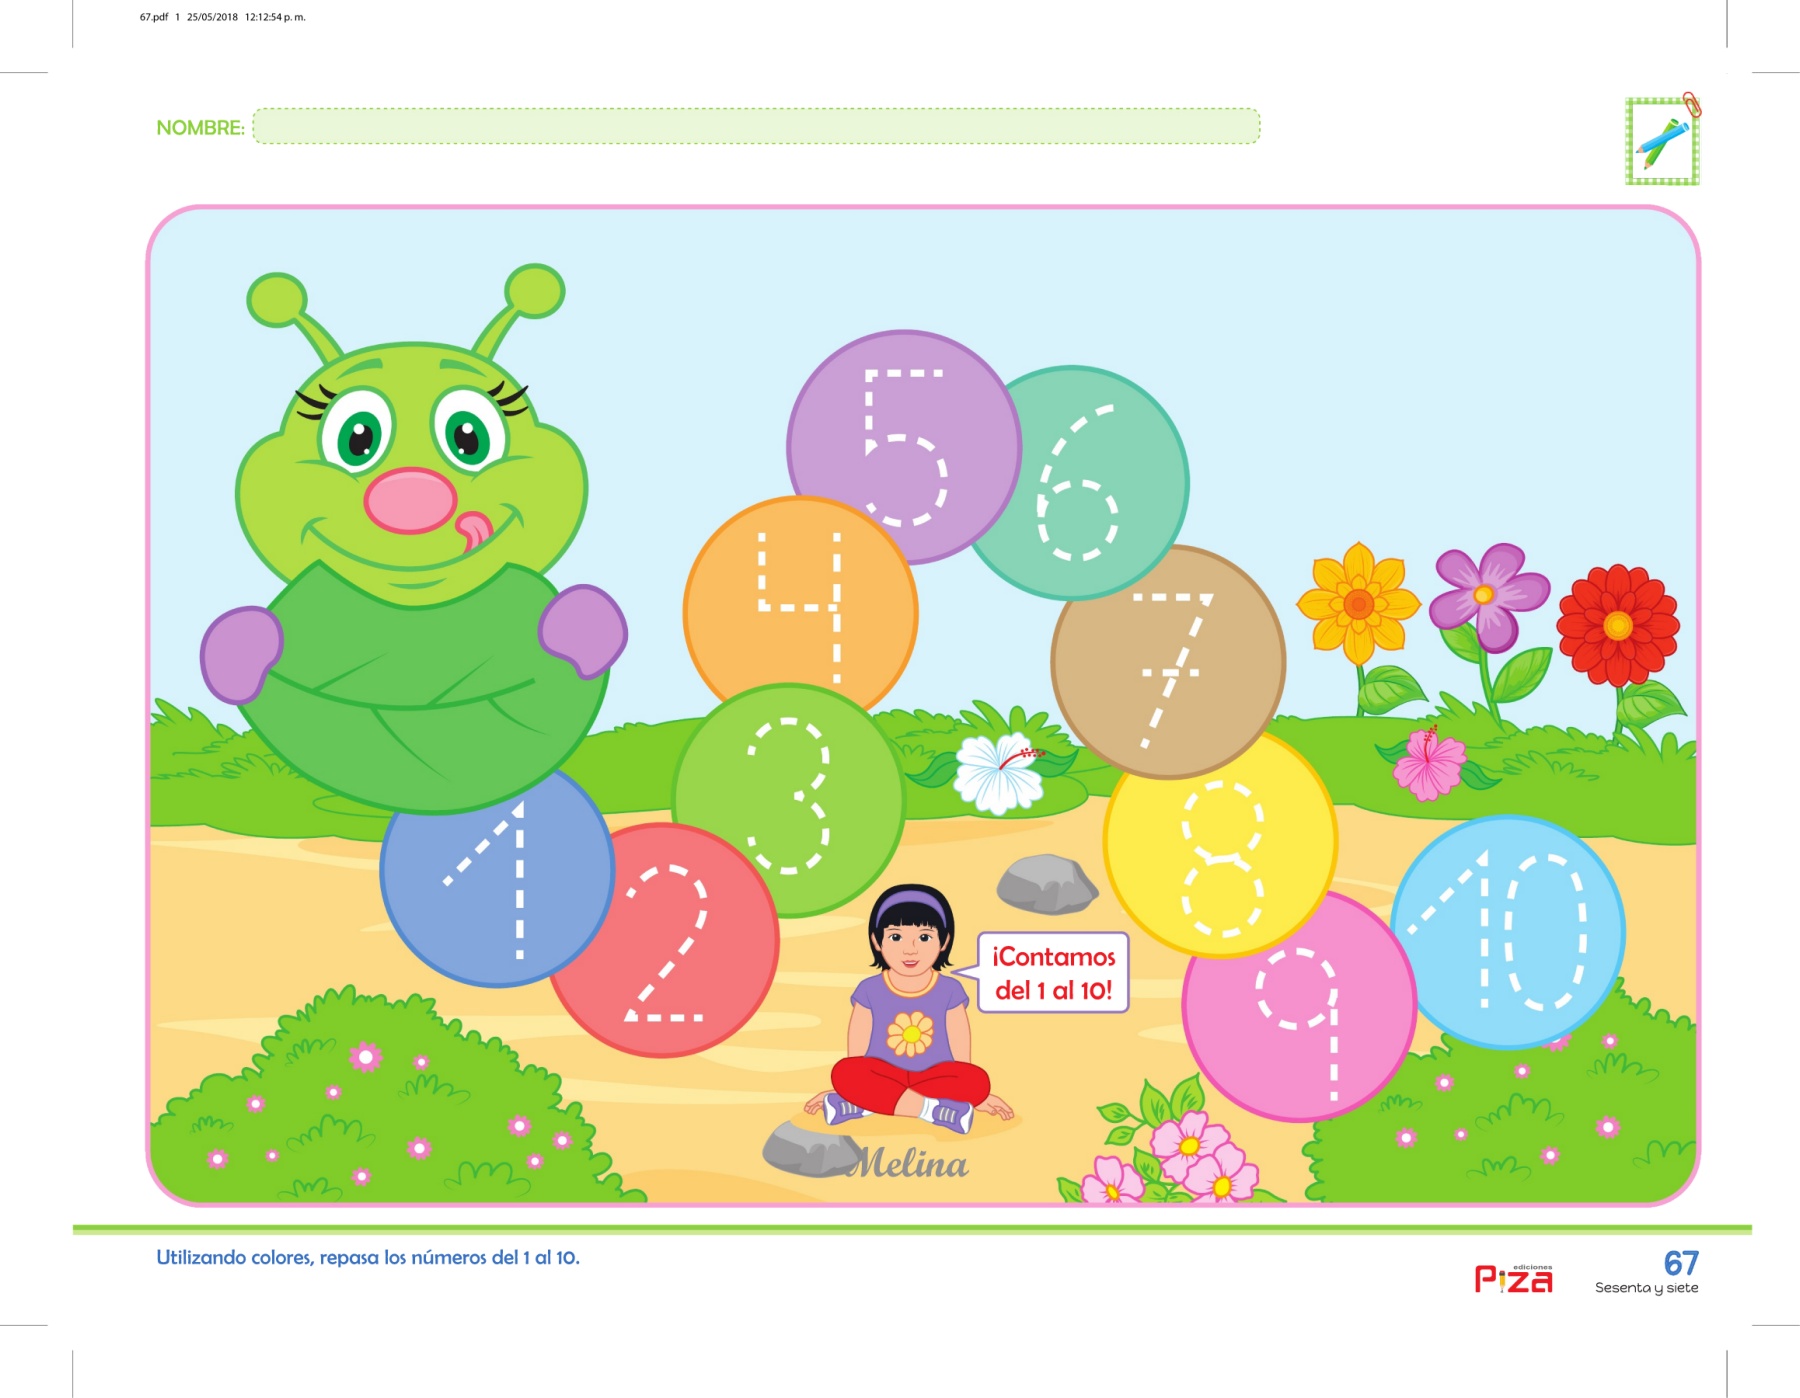 67.pdf 1 25/05/2018 12:12:54 p. m.
NOMBRE:
5
6
4
7
3
8
1
2
10
9
¡Contamos
del 1 al 10!
Melina
Utilizando colores, repasa los números del 1 al 10.
ediciones
Piza
67
Sesenta y siete